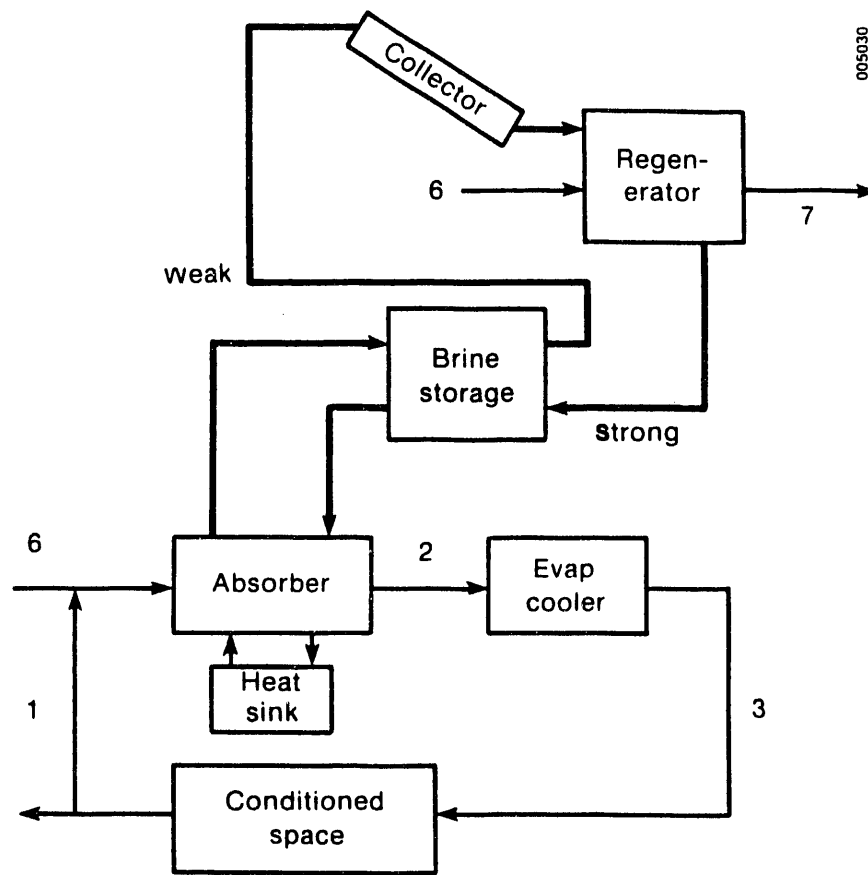 005030
Collector
Regen-
erator
6
7
weak
Brine
storage
strong
6
Absorber
2
Evap
cooler
Heat
sink
1
3
Conditioned
space